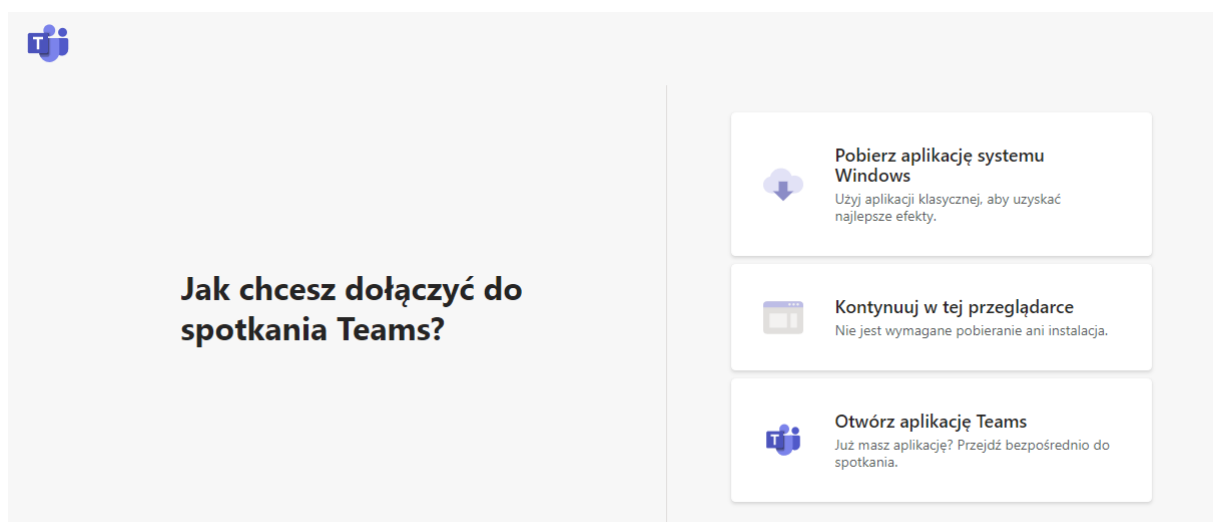 T
Jak chcesz dołączyć do
spotkania Teams?
Pobierz aplikację systemu
Windows
Użyj aplikacji klasycznej, aby uzyskać
najlepsze efekty.
Kontynuuj w tej przeglądarce
Nie jest wymagane pobieranie ani instalacja.
T
Otwórz aplikację Teams
Już masz aplikację? Przejdź bezpośrednio do
spotkania.